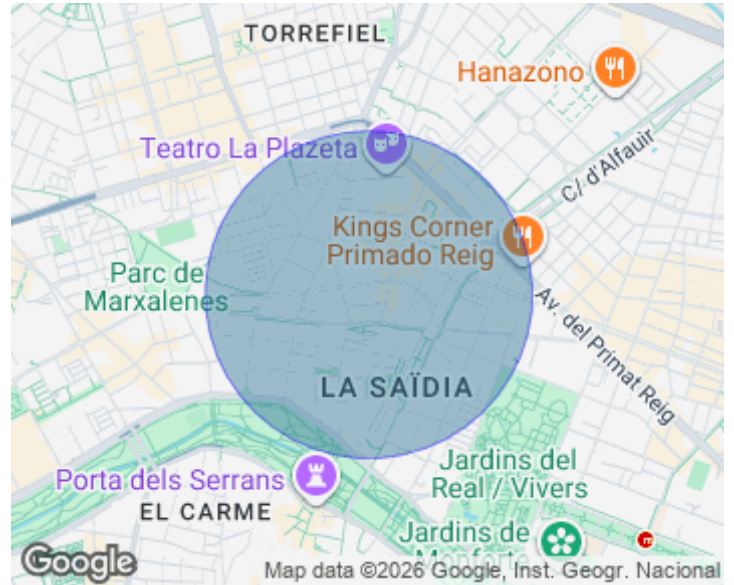 TORREFIEL
Hanazono
Teatro La Plazeta
C/ d'Alfauir
Kings Corner
Primado Reig
Parc de
Marxalenes
Av. del Primat Reig
LA SAÏDIA
Porta dels Serrans
Jardins del
Real / Vivers
EL CARME
Jardins de
Monforte
Google
Map data ©2026 Google, Inst. Geogr. Nacional